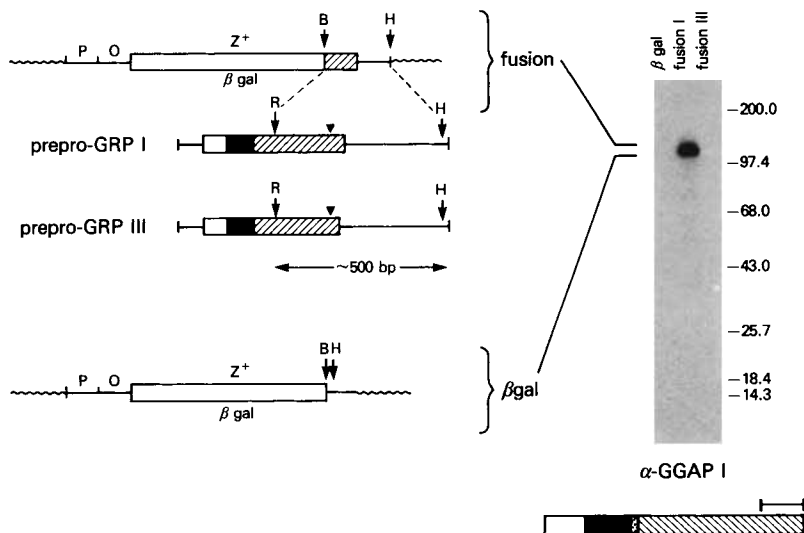 B H
P O Z+
β gal
fusion
R H
prepro-GRP I
R H
prepro-GRP III
~500 bp
B H
P O Z+
β gal
βgal
β gal
fusion I
fusion III
–200.0
–97.4
–68.0
–43.0
–25.7
–18.4
–14.3
α-GGAP I